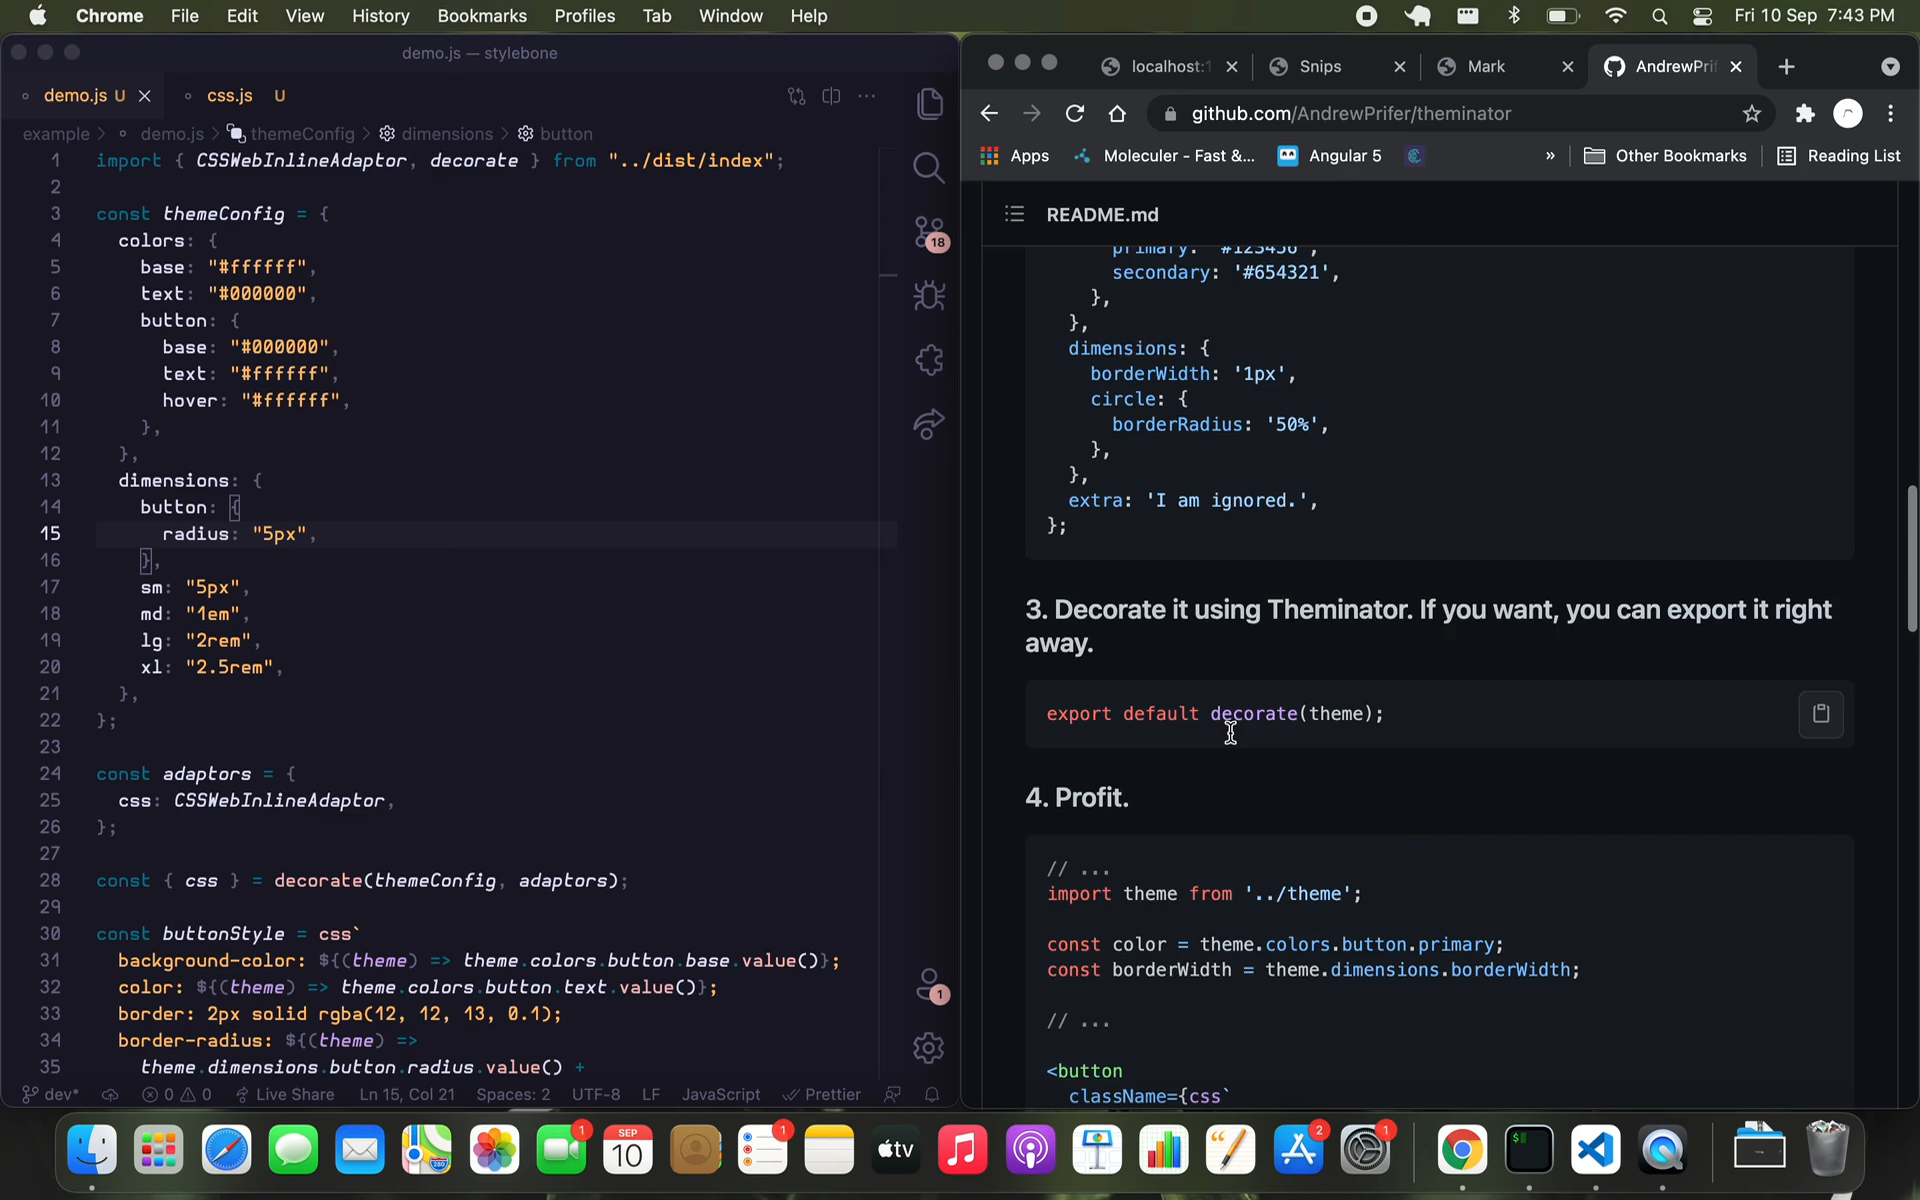 Chrome File Edit View History Bookmarks Profiles Tab Window Help Fri 10 Sep 7:43 PM
demo.js — stylebone
demo.js U css.js U
example > demo.js > themeConfig > dimensions > button
1 import { CSSWebInlineAdaptor, decorate } from "../dist/index";
2
3 const themeConfig = {
4 colors: {
5 base: "#ffffff",
6 text: "#000000",
7 button: {
8 base: "#000000",
9 text: "#ffffff",
10 hover: "#ffffff",
11 },
12 },
13 dimensions: {
14 button: {
15 radius: "5px",
16 },
17 sm: "5px",
18 md: "1em",
19 lg: "2rem",
20 xl: "2.5rem",
21 },
22 };
23
24 const adaptors = {
25 css: CSSWebInlineAdaptor,
26 };
27
28 const { css } = decorate(themeConfig, adaptors);
29
30 const buttonStyle = css`
31 background-color: ${(theme) => theme.colors.button.base.value()};
32 color: ${(theme) => theme.colors.button.text.value()};
33 border: 2px solid rgba(12, 12, 13, 0.1);
34 border-radius: ${(theme) =>
35 theme.dimensions.button.radius.value() +
18
1
dev* 0 0 Live Share Ln 15, Col 21 Spaces: 2 UTF-8 LF JavaScript Prettier
localhost:1 Snips Mark AndrewPrif
github.com/AndrewPrifer/theminator
Apps Moleculer - Fast &... Angular 5 » Other Bookmarks Reading List
README.md
primary: '#123456',
secondary: '#654321',
},
},
dimensions: {
borderWidth: '1px',
circle: {
borderRadius: '50%',
},
},
extra: 'I am ignored.',
};
3. Decorate it using Theminator. If you want, you can export it right
away.
export default decorate(theme);
4. Profit.
// ...
import theme from '../theme';
const color = theme.colors.button.primary;
const borderWidth = theme.dimensions.borderWidth;
// ...
<button
className={css`
1 SEP 10 1 tv 2 1 $
280